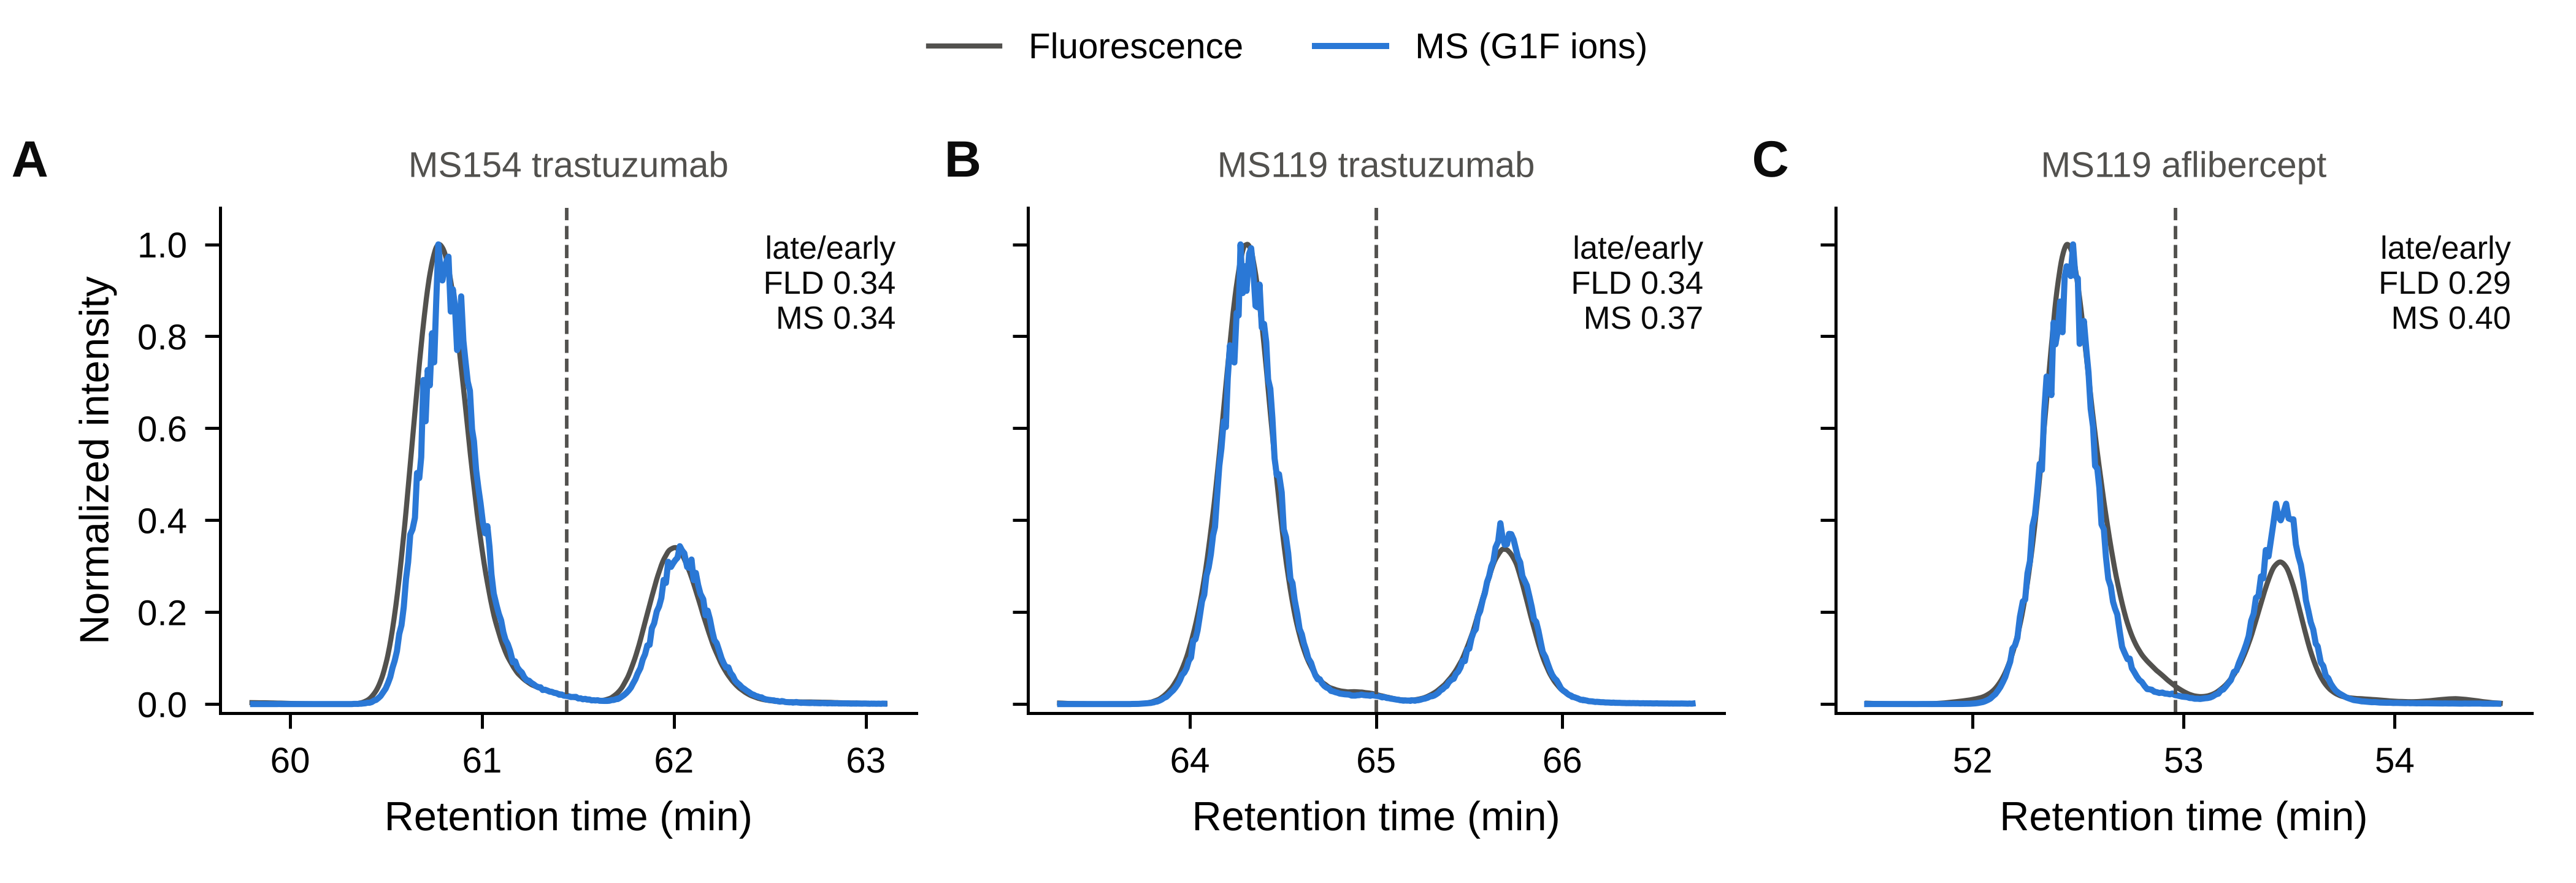 Fluorescence
MS (G1F ions)
A
MS154 trastuzumab
late/early
FLD 0.34
MS 0.34
Normalized intensity
1.0
0.8
0.6
0.4
0.2
0.0
60 61 62 63
Retention time (min)
B
MS119 trastuzumab
late/early
FLD 0.34
MS 0.37
64 65 66
Retention time (min)
C
MS119 aflibercept
late/early
FLD 0.29
MS 0.40
52 53 54
Retention time (min)